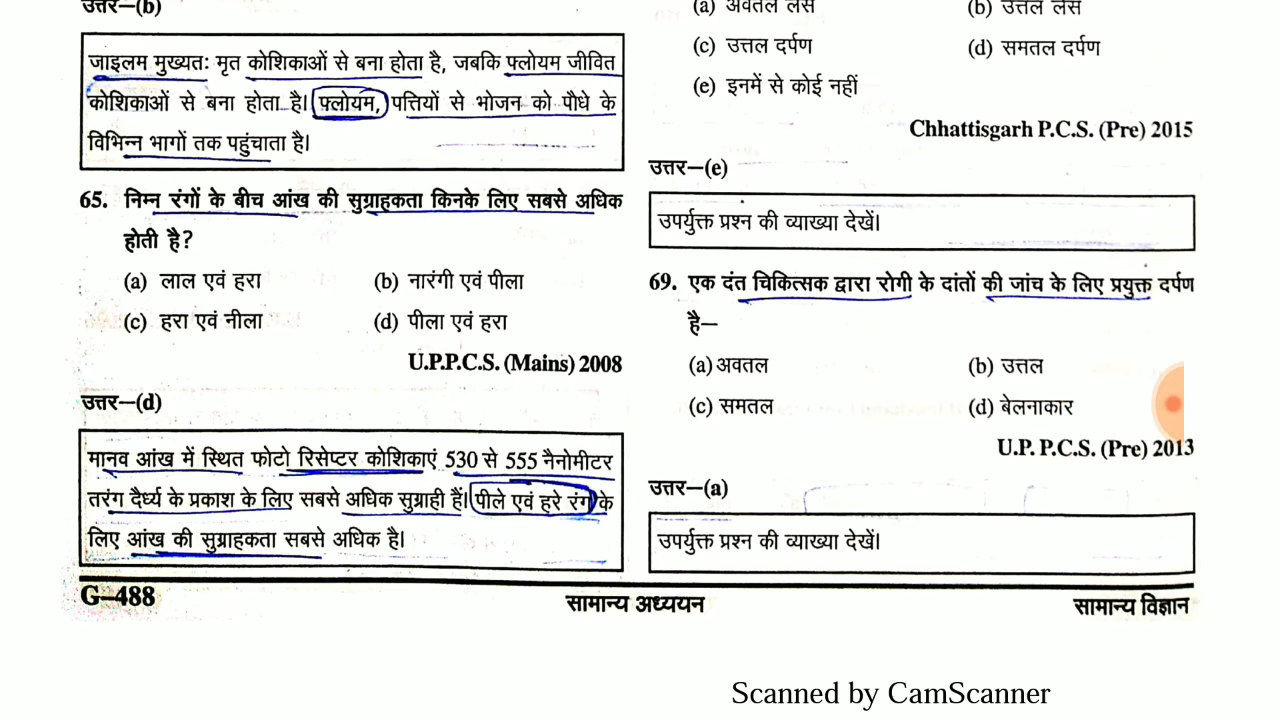 उत्तर–(b)
जाइलम मुख्यतः मृत कोशिकाओं से बना होता है, जबकि फ्लोयम जीवित
कोशिकाओं से बना होता है। फ्लोयम, पत्तियों से भोजन को पौधे के
विभिन्न भागों तक पहुंचाता है।
65. निम्न रंगों के बीच आंख की सुग्राहकता किनके लिए सबसे अधिक
होती है?
(a) लाल एवं हरा (b) नारंगी एवं पीला
(c) हरा एवं नीला (d) पीला एवं हरा
U.P.P.C.S. (Mains) 2008
उत्तर–(d)
मानव आंख में स्थित फोटो रिसेप्टर कोशिकाएं 530 से 555 नैनोमीटर
तरंग दैर्ध्य के प्रकाश के लिए सबसे अधिक सुग्राही हैं। पीले एवं हरे रंग के
लिए आंख की सुग्राहकता सबसे अधिक है।
(a) अवतल लेंस (b) उत्तल लेंस
(c) उत्तल दर्पण (d) समतल दर्पण
(e) इनमें से कोई नहीं
Chhattisgarh P.C.S. (Pre) 2015
उत्तर–(e)
उपर्युक्त प्रश्न की व्याख्या देखें।
69. एक दंत चिकित्सक द्वारा रोगी के दांतों की जांच के लिए प्रयुक्त दर्पण
है–
(a) अवतल (b) उत्तल
(c) समतल (d) बेलनाकार
U.P. P.C.S. (Pre) 2013
उत्तर–(a)
उपर्युक्त प्रश्न की व्याख्या देखें।
G–488 सामान्य अध्ययन सामान्य विज्ञान
Scanned by CamScanner